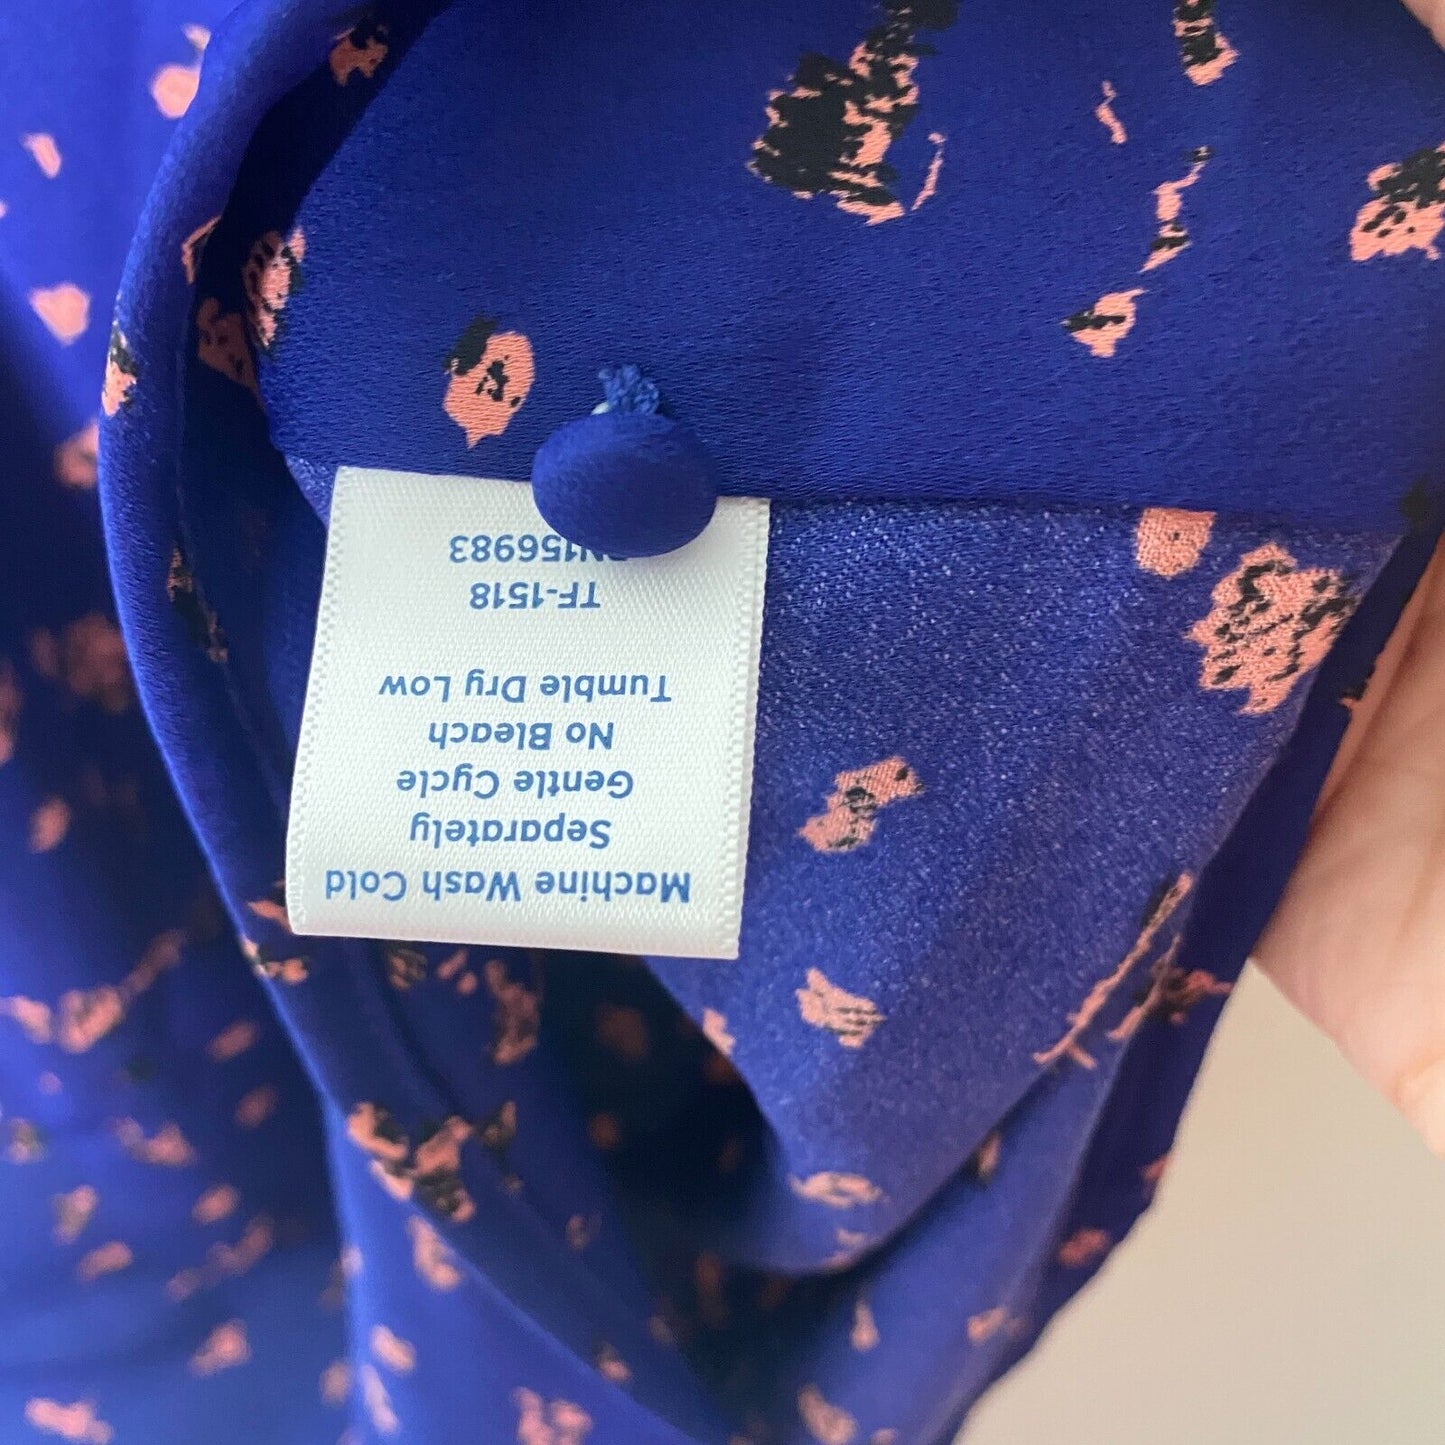 Machine Wash Cold
Separately
Gentle Cycle
No Bleach
Tumble Dry Low
TF-1518